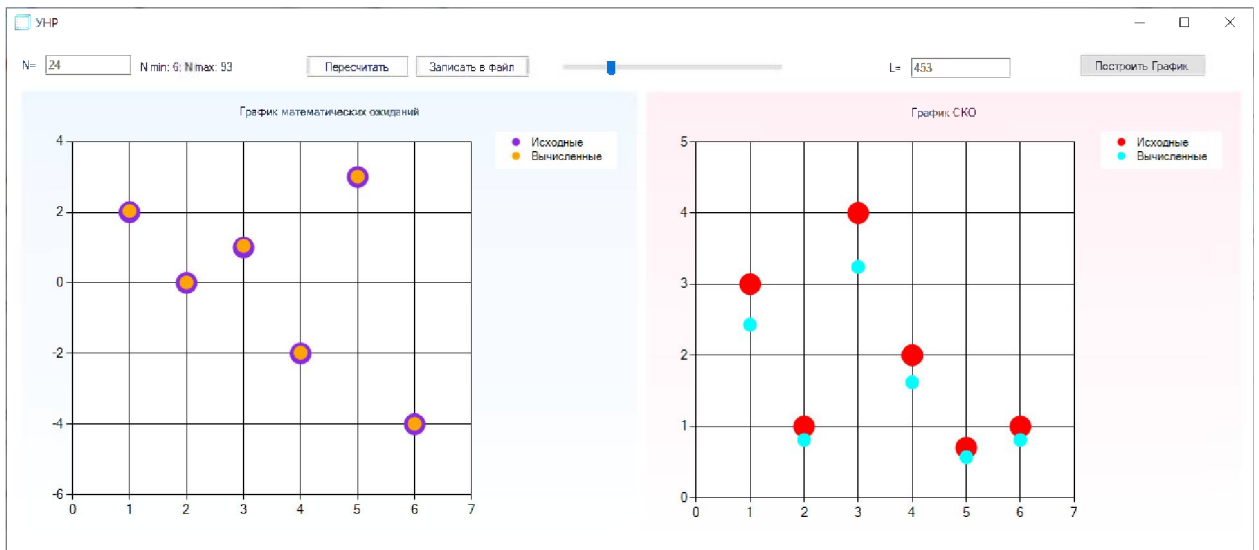 УНР
N= 24 N min: 6; N max: 93 Пересчитать Записать в файл L= 453 Построить График
График математических ожиданий
Исходные
Вычисленные
4
2
0
-2
-4
-6
0 1 2 3 4 5 6 7
График СКО
Исходные
Вычисленные
5
4
3
2
1
0
0 1 2 3 4 5 6 7